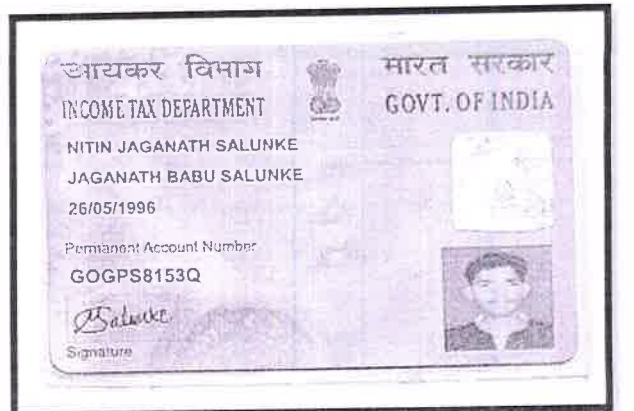 आयकर विभाग
भारत सरकार
INCOME TAX DEPARTMENT
GOVT. OF INDIA
NITIN JAGANATH SALUNKE
JAGANATH BABU SALUNKE
26/05/1996
Permanent Account Number
GOGPS8153Q
Salunke
Signature